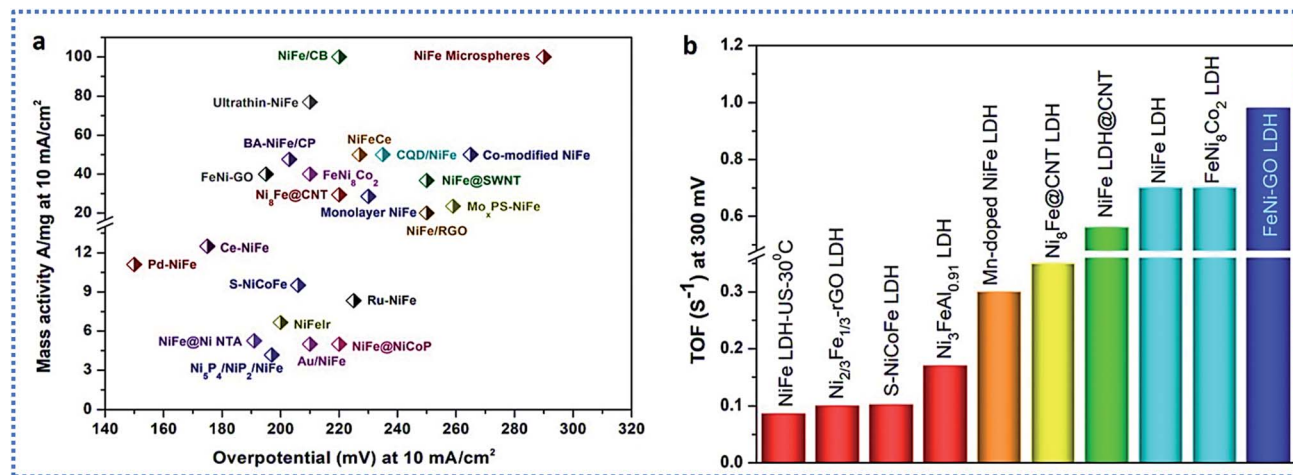 a
Mass activity A/mg at 10 mA/cm²
100
80
60
40
20
12
9
6
3
0
NiFe/CB
NiFe Microspheres
Ultrathin-NiFe
BA-NiFe/CP
NiFeCe
CQD/NiFe
Co-modified NiFe
FeNi-GO
FeNi₈Co₂
NiFe@SWNT
Ni₈Fe@CNT
Monolayer NiFe
MoₓPS-NiFe
NiFe/RGO
Ce-NiFe
Pd-NiFe
S-NiCoFe
Ru-NiFe
NiFeIr
NiFe@Ni NTA
NiFe@NiCoP
Au/NiFe
Ni₅P₄/NiP₂/NiFe
140 160 180 200 220 240 260 280 300 320
Overpotential (mV) at 10 mA/cm²
b
TOF (S⁻¹) at 300 mV
1.2
1.0
0.8
0.6
0.3
0.2
0.1
0.0
NiFe LDH-US-30⁰C
Ni₂/₃Fe₁/₃-rGO LDH
S-NiCoFe LDH
Ni₃FeAl₀.₉₁ LDH
Mn-doped NiFe LDH
Ni₈Fe@CNT LDH
NiFe LDH@CNT
NiFe LDH
FeNi₈Co₂ LDH
FeNi-GO LDH